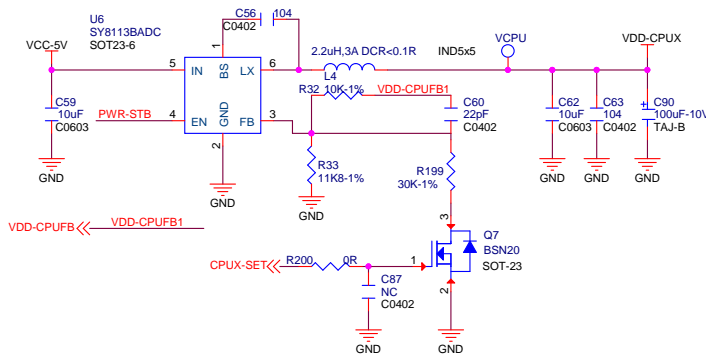 U6
SY8113BADC
SOT23-6
C56 104
C0402
VCC-5V
1
5 IN BS LX 6
2.2uH,3A DCR<0.1R IND5x5
L4
VCPU
VDD-CPUX
R32 10K-1% VDD-CPUFB1
C59
10uF
C0603
PWR-STB
4 EN GND FB 3
2
C60
22pF
C0402
C62
10uF
C0603
C63
104
C0402
C90
100uF-10V
TAJ-B
+
GND
GND
GND
GND
GND
R33
11K8-1%
GND
R199
30K-1%
VDD-CPUFB VDD-CPUFB1
3
Q7
BSN20
SOT-23
CPUX-SET R200 0R 1
2
C87
NC
C0402
GND
GND